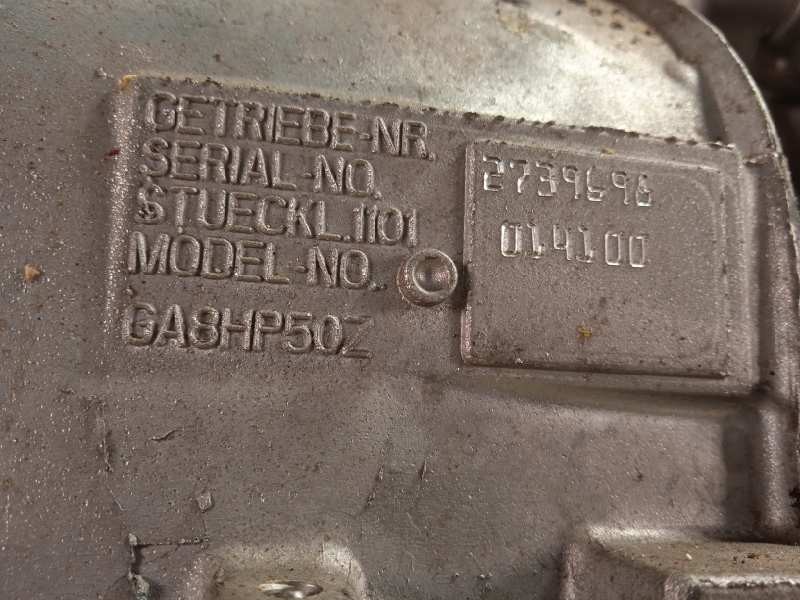 GETRIEBE-NR.
SERIAL-NO.
STUECKL.1101
MODEL-NO.
GA8HP50Z
2739696
014100